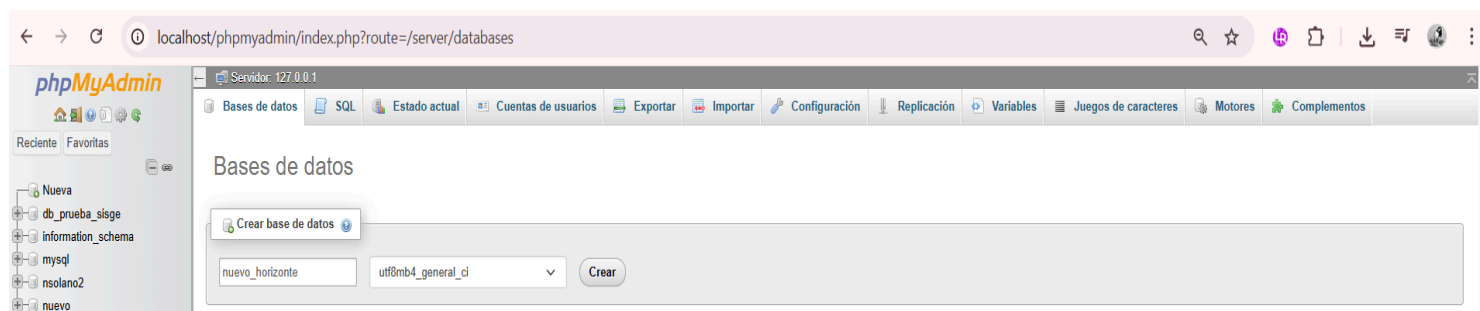 localhost/phpmyadmin/index.php?route=/server/databases
phpMyAdmin
Reciente Favoritas
Nueva
db_prueba_sisge
information_schema
mysql
nsolano2
nuevo
Servidor: 127.0.0.1
Bases de datos SQL Estado actual Cuentas de usuarios Exportar Importar Configuración Replicación Variables Juegos de caracteres Motores Complementos
Bases de datos
Crear base de datos
nuevo_horizonte utf8mb4_general_ci Crear